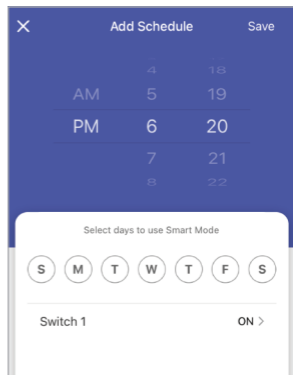 × Add Schedule Save
4 18
AM 5 19
PM 6 20
7 21
8 22
Select days to use Smart Mode
S M T W T F S
Switch 1 ON >